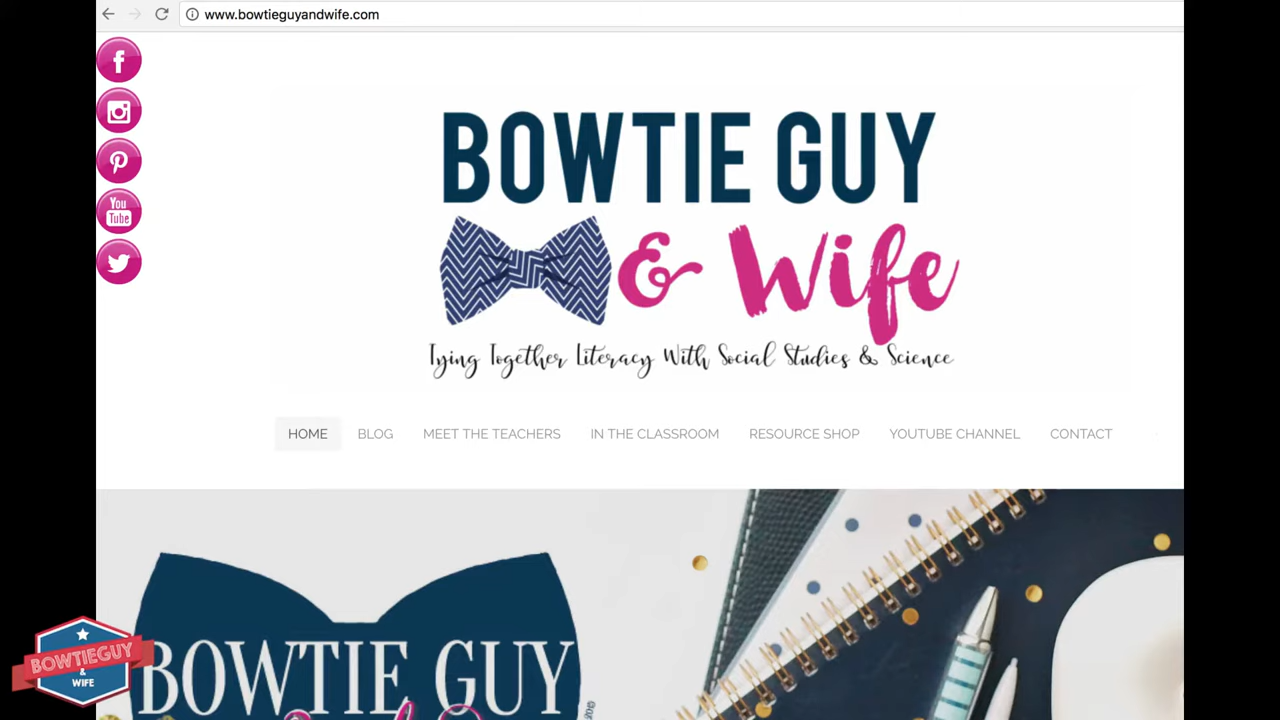 www.bowtieguyandwife.com
f
You
Tube
BOWTIE GUY
& Wife
Tying Together Literacy With Social Studies & Science
HOME BLOG MEET THE TEACHERS IN THE CLASSROOM RESOURCE SHOP YOUTUBE CHANNEL CONTACT
BOWTIE GUY
BOWTIEGUY
&
WIFE